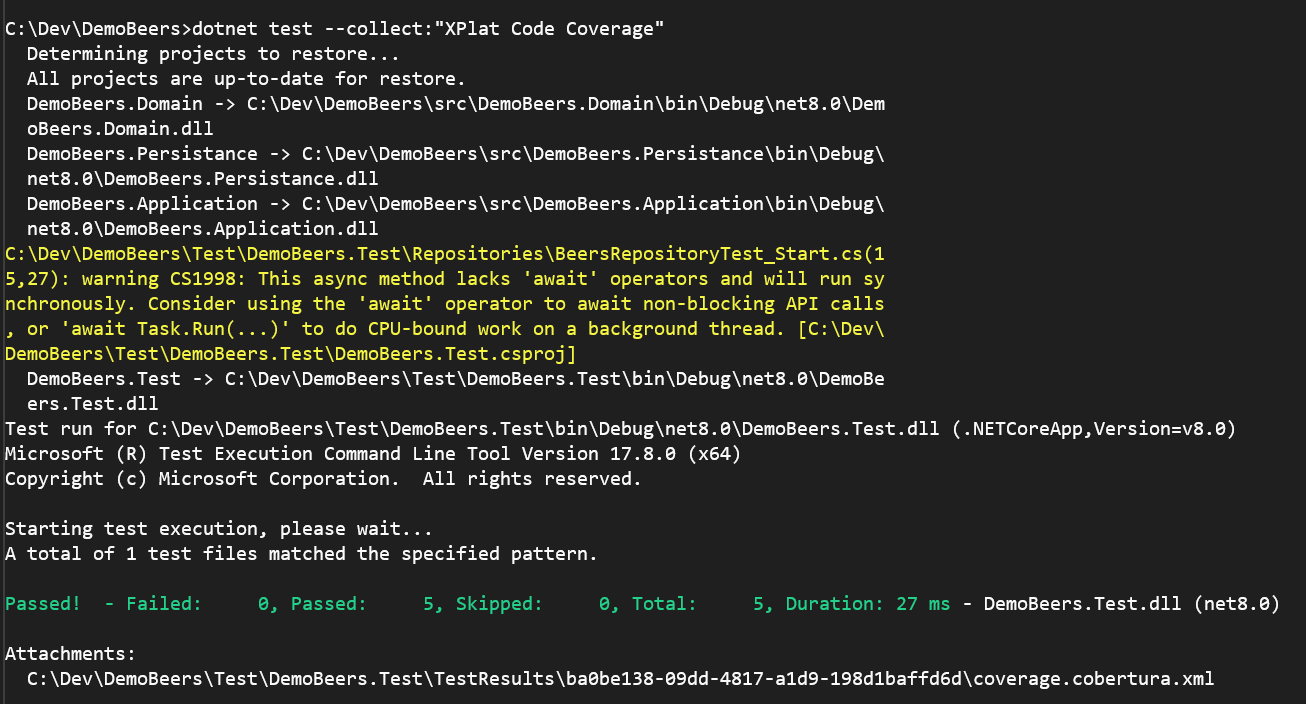 C:\Dev\DemoBeers>dotnet test --collect:"XPlat Code Coverage"
  Determining projects to restore...
  All projects are up-to-date for restore.
  DemoBeers.Domain -> C:\Dev\DemoBeers\src\DemoBeers.Domain\bin\Debug\net8.0\Dem
  oBeers.Domain.dll
  DemoBeers.Persistance -> C:\Dev\DemoBeers\src\DemoBeers.Persistance\bin\Debug\
  net8.0\DemoBeers.Persistance.dll
  DemoBeers.Application -> C:\Dev\DemoBeers\src\DemoBeers.Application\bin\Debug\
  net8.0\DemoBeers.Application.dll
C:\Dev\DemoBeers\Test\DemoBeers.Test\Repositories\BeersRepositoryTest_Start.cs(1
5,27): warning CS1998: This async method lacks 'await' operators and will run sy
nchronously. Consider using the 'await' operator to await non-blocking API calls
, or 'await Task.Run(...)' to do CPU-bound work on a background thread. [C:\Dev\
DemoBeers\Test\DemoBeers.Test\DemoBeers.Test.csproj]
  DemoBeers.Test -> C:\Dev\DemoBeers\Test\DemoBeers.Test\bin\Debug\net8.0\DemoBe
  ers.Test.dll
Test run for C:\Dev\DemoBeers\Test\DemoBeers.Test\bin\Debug\net8.0\DemoBeers.Test.dll (.NETCoreApp,Version=v8.0)
Microsoft (R) Test Execution Command Line Tool Version 17.8.0 (x64)
Copyright (c) Microsoft Corporation.  All rights reserved.

Starting test execution, please wait...
A total of 1 test files matched the specified pattern.

Passed!  - Failed:     0, Passed:     5, Skipped:     0, Total:     5, Duration: 27 ms - DemoBeers.Test.dll (net8.0)

Attachments:
  C:\Dev\DemoBeers\Test\DemoBeers.Test\TestResults\ba0be138-09dd-4817-a1d9-198d1baffd6d\coverage.cobertura.xml